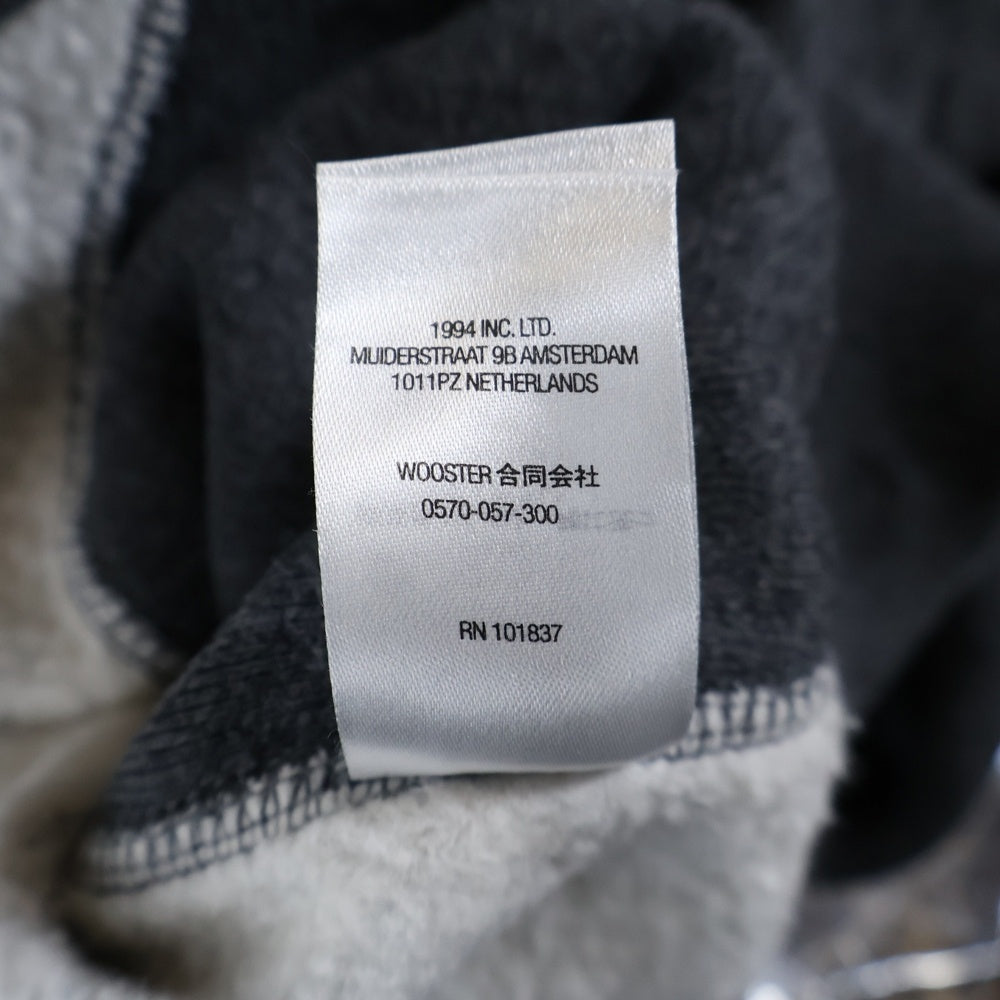 1994 INC. LTD.
MUIDERSTRAAT 9B AMSTERDAM
1011PZ NETHERLANDS
WOOSTER 合同会社
0570-057-300
RN 101837